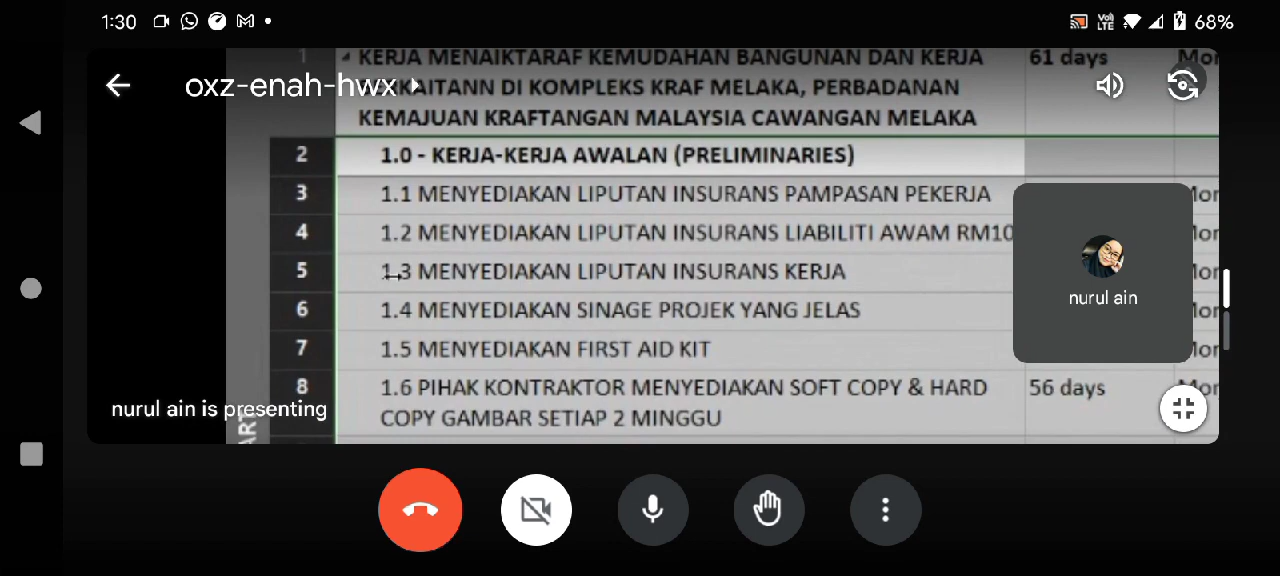 1:30
Vol LTE
68%
1 KERJA MENAIKTARAF KEMUDAHAN BANGUNAN DAN KERJA 61 days Mon
oxz-enah-hwx
KAITANN DI KOMPLEKS KRAF MELAKA, PERBADANAN
KEMAJUAN KRAFTANGAN MALAYSIA CAWANGAN MELAKA
2 1.0 - KERJA-KERJA AWALAN (PRELIMINARIES)
3 1.1 MENYEDIAKAN LIPUTAN INSURANS PAMPASAN PEKERJA
4 1.2 MENYEDIAKAN LIPUTAN INSURANS LIABILITI AWAM RM10
5 1.3 MENYEDIAKAN LIPUTAN INSURANS KERJA
nurul ain
6 1.4 MENYEDIAKAN SINAGE PROJEK YANG JELAS
7 1.5 MENYEDIAKAN FIRST AID KIT
8 1.6 PIHAK KONTRAKTOR MENYEDIAKAN SOFT COPY & HARD 56 days
COPY GAMBAR SETIAP 2 MINGGU
nurul ain is presenting